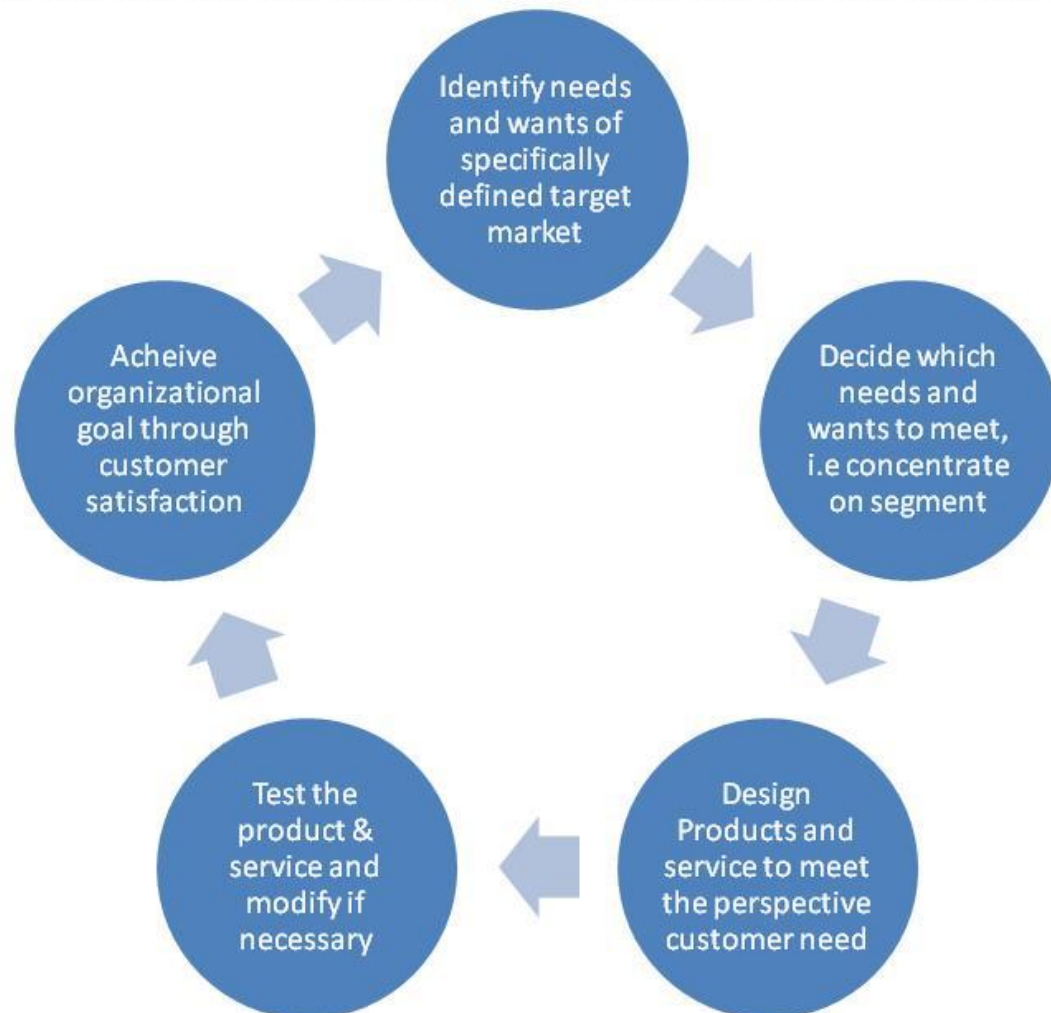 Identify needs
and wants of
specifically
defined target
market
Decide which
needs and
wants to meet,
i.e concentrate
on segment
Design
Products and
service to meet
the perspective
customer need
Test the
product &
service and
modify if
necessary
Acheive
organizational
goal through
customer
satisfaction